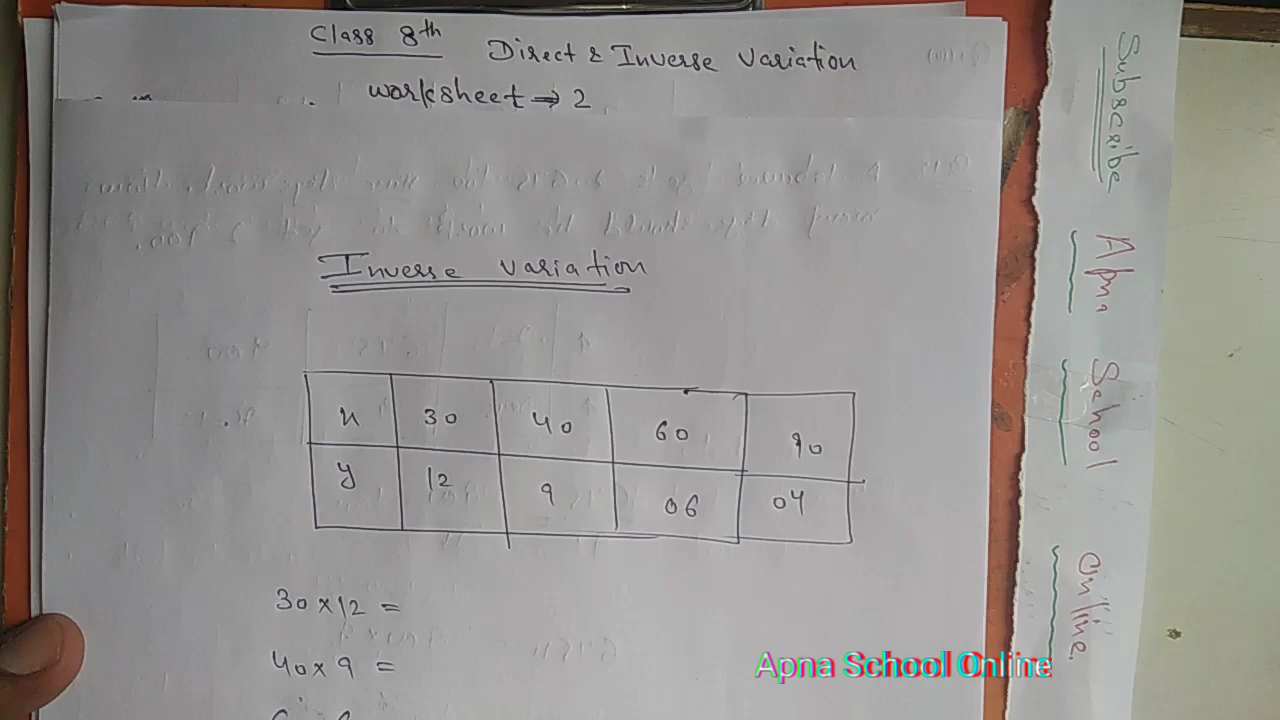 Class 8th Direct & Inverse Variation
worksheet → 2
Inverse variation
x 30 40 60 90
y 12 9 06 04
30 × 12 =
40 × 9 =
Subscribe Apna School Online.
Apna School Online